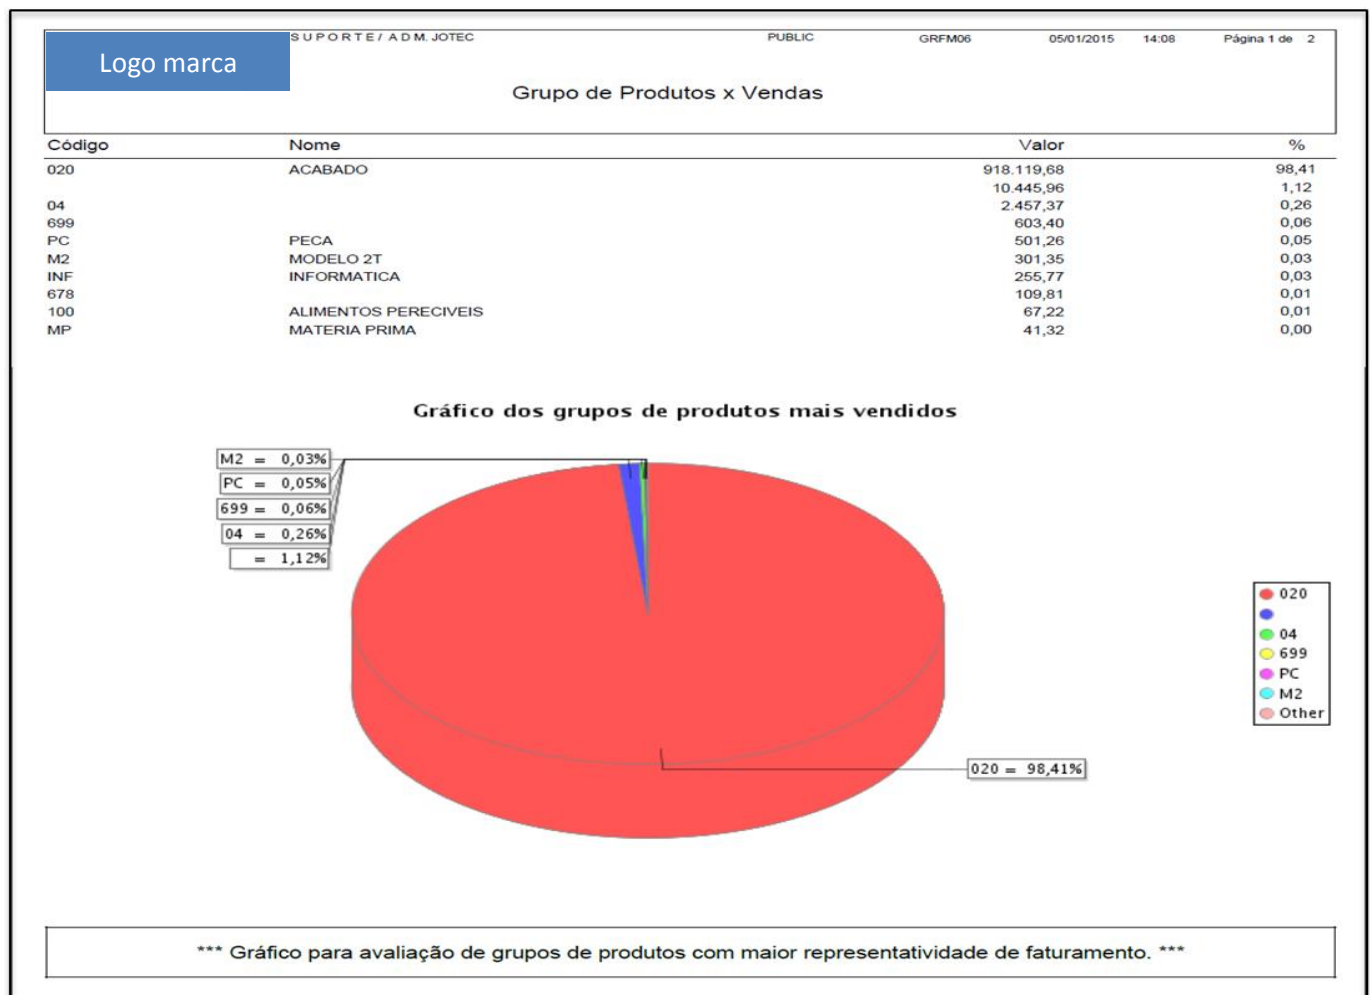 Logo marca
S U P O R T E / A D M. JOTEC PUBLIC GRFM06 05/01/2015 14:08 Página 1 de 2
Grupo de Produtos x Vendas
Código Nome Valor %
020 ACABADO 918.119,68 98,41
10.445,96 1,12
04 2.457,37 0,26
699 603,40 0,06
PC PECA 501,26 0,05
M2 MODELO 2T 301,35 0,03
INF INFORMATICA 255,77 0,03
678 109,81 0,01
100 ALIMENTOS PERECIVEIS 67,22 0,01
MP MATERIA PRIMA 41,32 0,00
Gráfico dos grupos de produtos mais vendidos
M2 = 0,03%
PC = 0,05%
699 = 0,06%
04 = 0,26%
= 1,12%
020
04
699
PC
M2
Other
020 = 98,41%
*** Gráfico para avaliação de grupos de produtos com maior representatividade de faturamento. ***